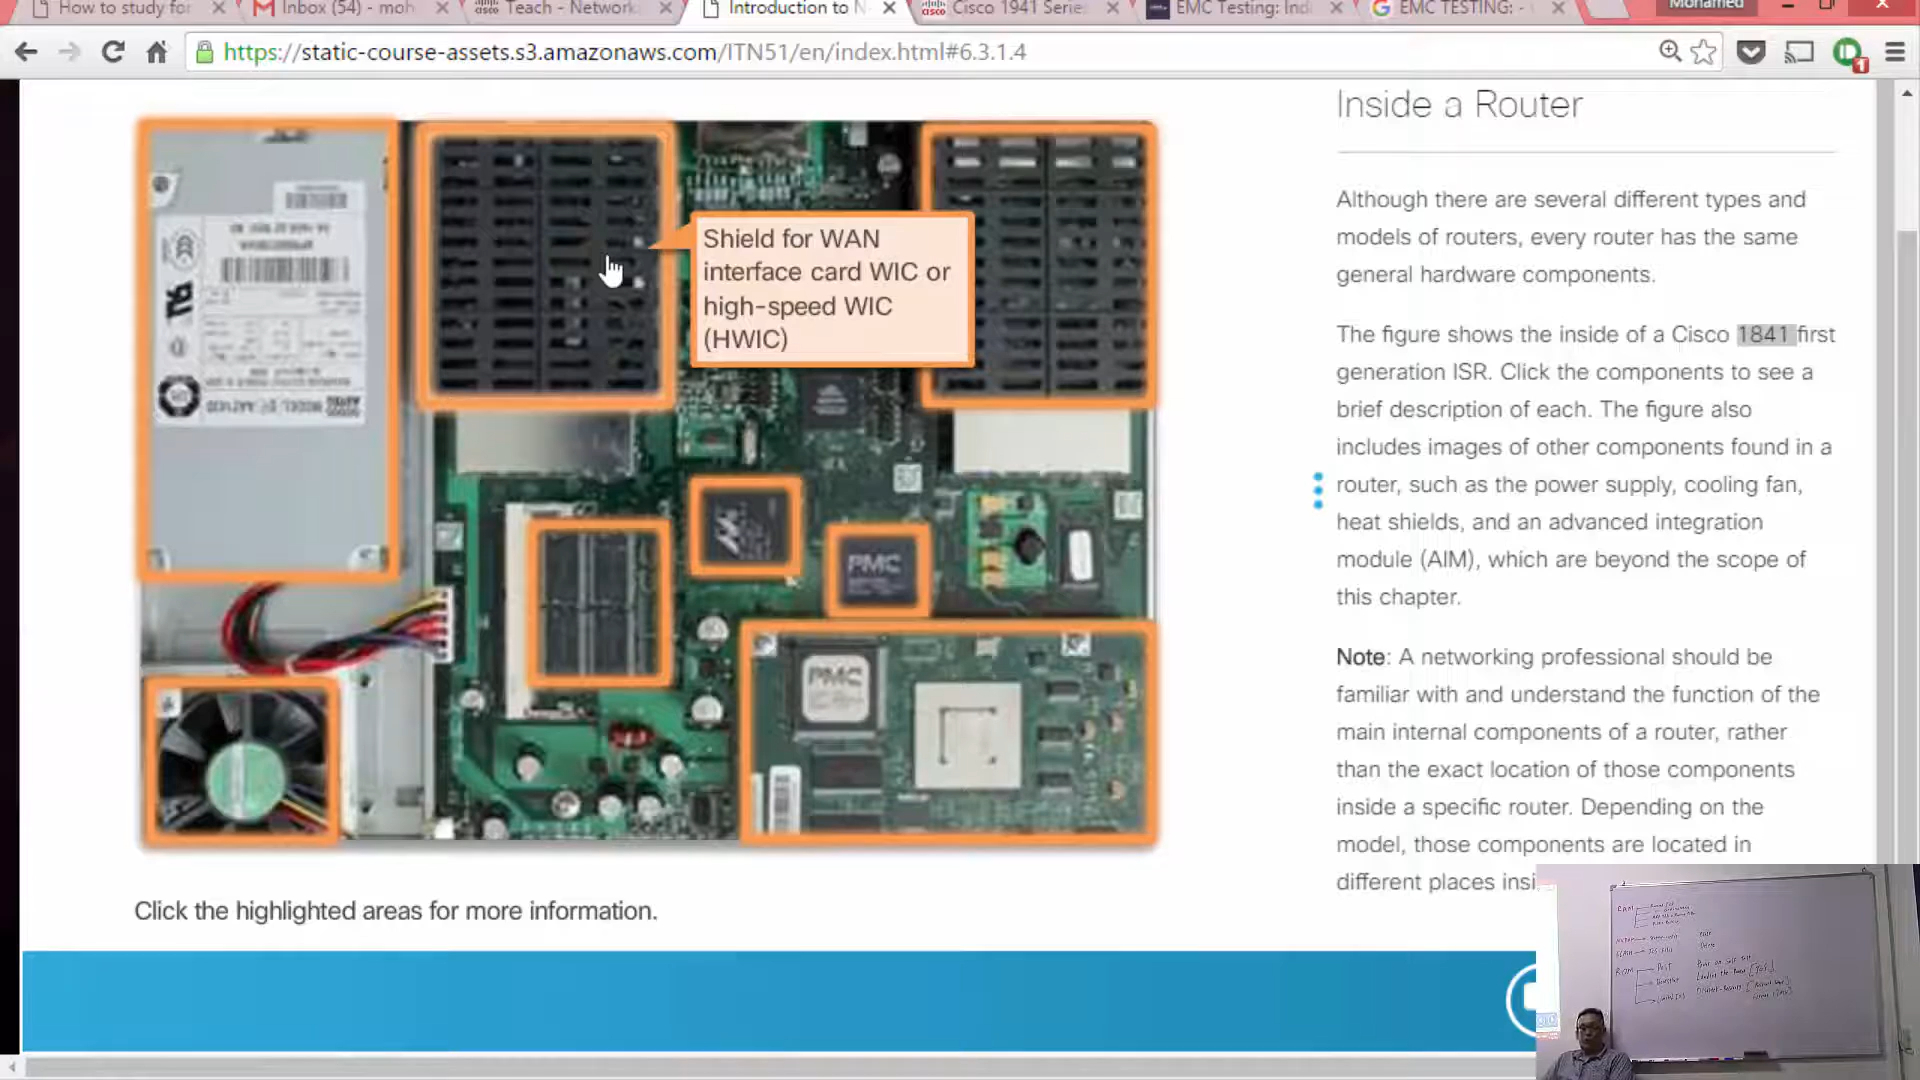 How to study for
Inbox (54) - moh
Teach - Network
Introduction to N
Cisco 1941 Serie
EMC Testing: Ind
EMC TESTING: -
Mohamed
https://static-course-assets.s3.amazonaws.com/ITN51/en/index.html#6.3.1.4
Shield for WAN
interface card WIC or
high-speed WIC
(HWIC)
PMC
PMC
Click the highlighted areas for more information.
Inside a Router
Although there are several different types and
models of routers, every router has the same
general hardware components.
The figure shows the inside of a Cisco 1841 first
generation ISR. Click the components to see a
brief description of each. The figure also
includes images of other components found in a
router, such as the power supply, cooling fan,
heat shields, and an advanced integration
module (AIM), which are beyond the scope of
this chapter.
Note: A networking professional should be
familiar with and understand the function of the
main internal components of a router, rather
than the exact location of those components
inside a specific router. Depending on the
model, those components are located in
different places insi
RAM
ROM
POST